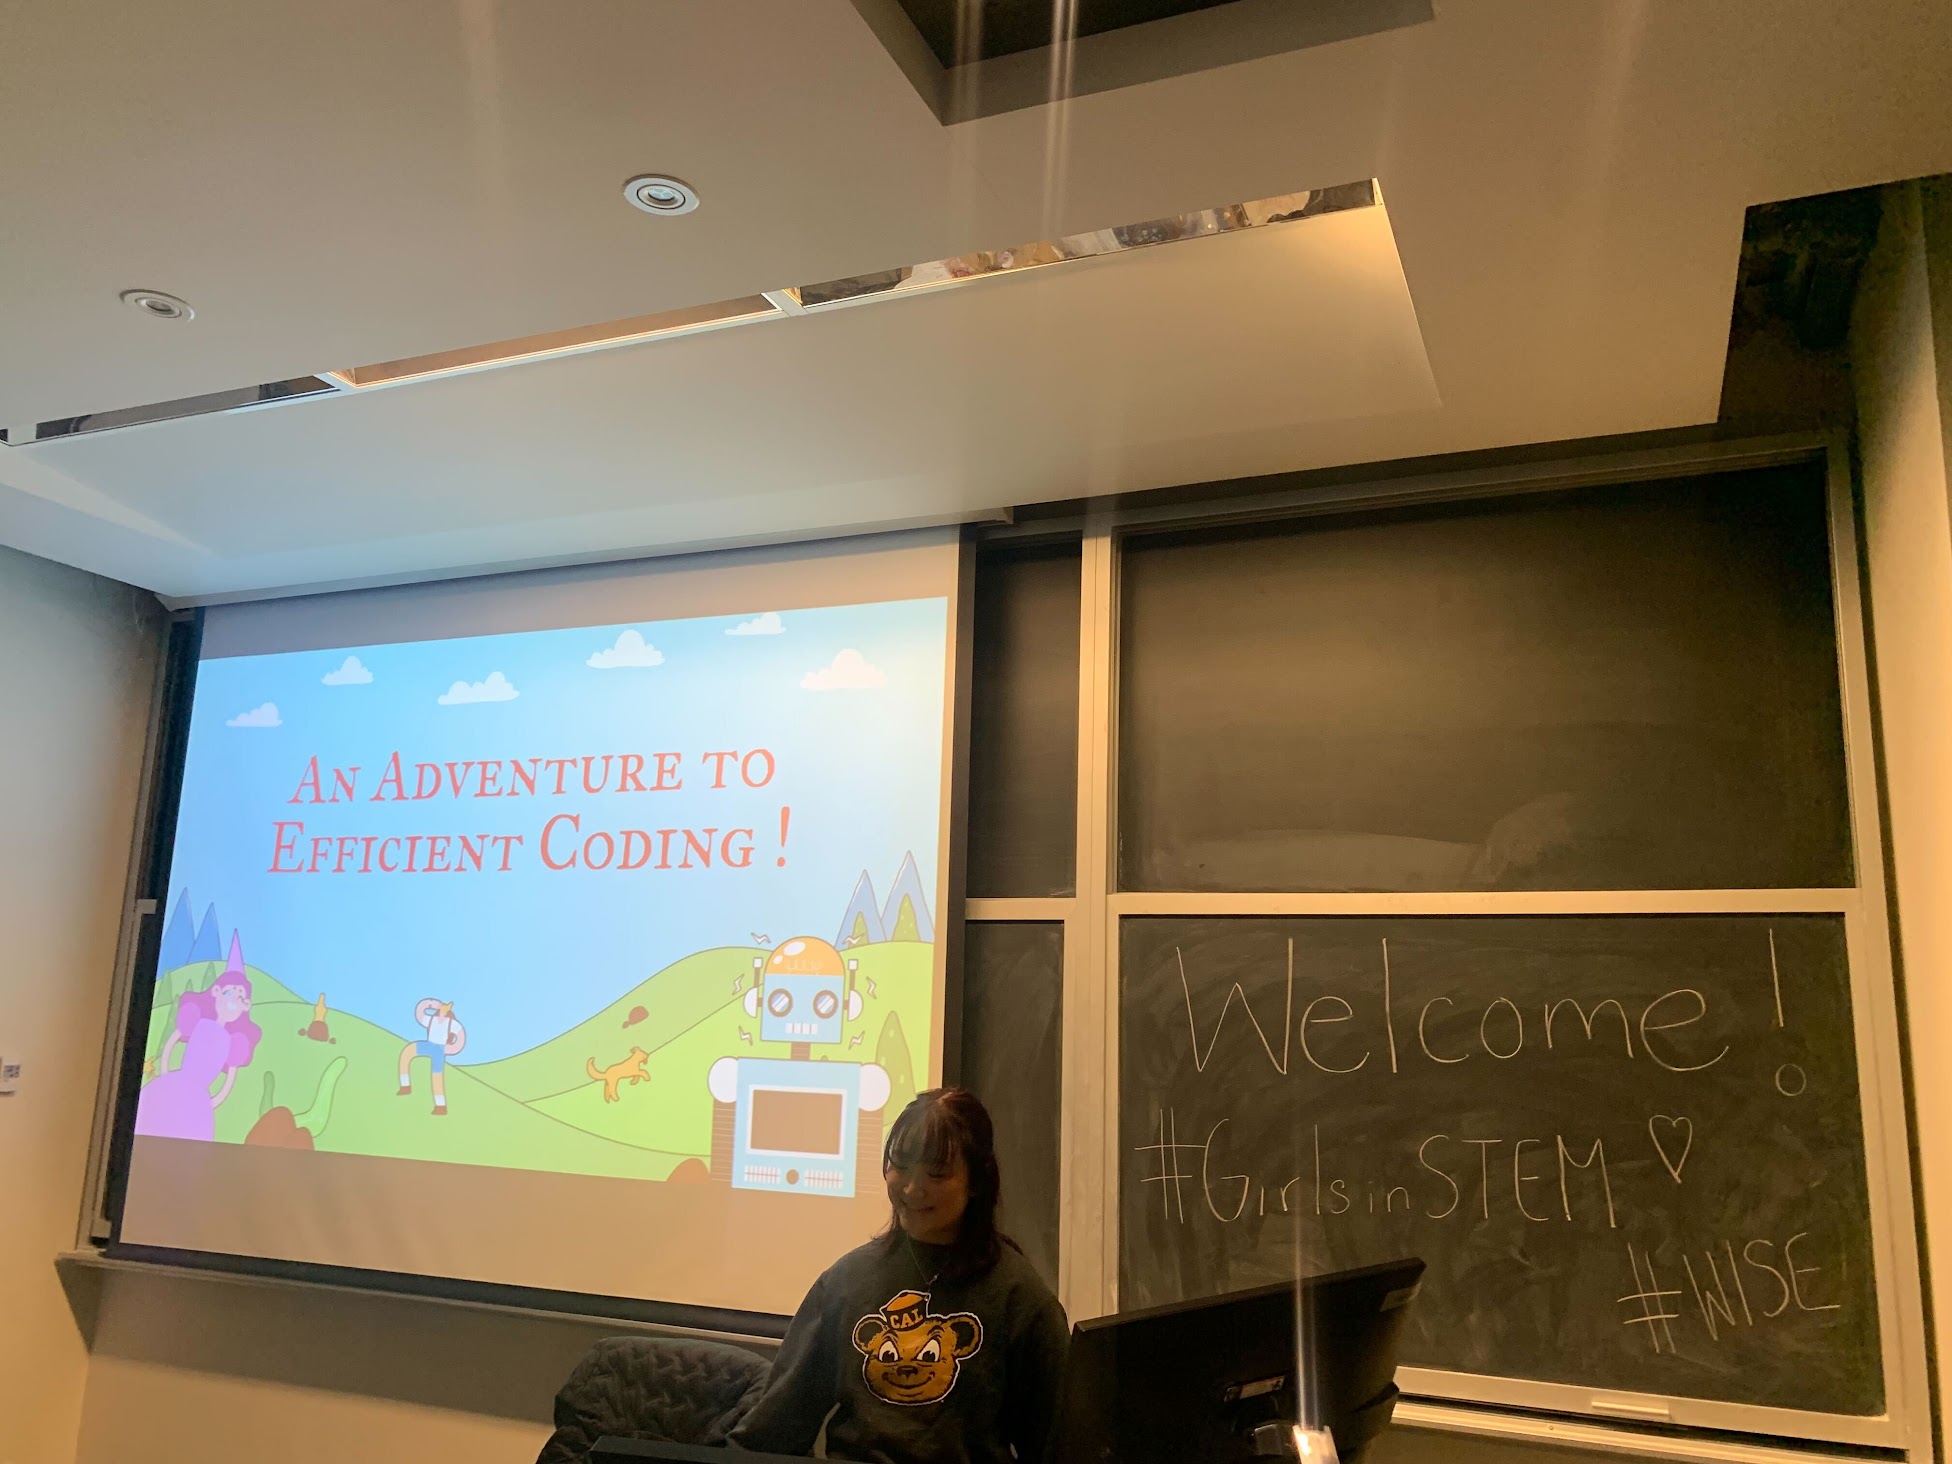 An Adventure to
Efficient Coding!
Welcome!
#GirlsinSTEM ♡
#WISE
CAL